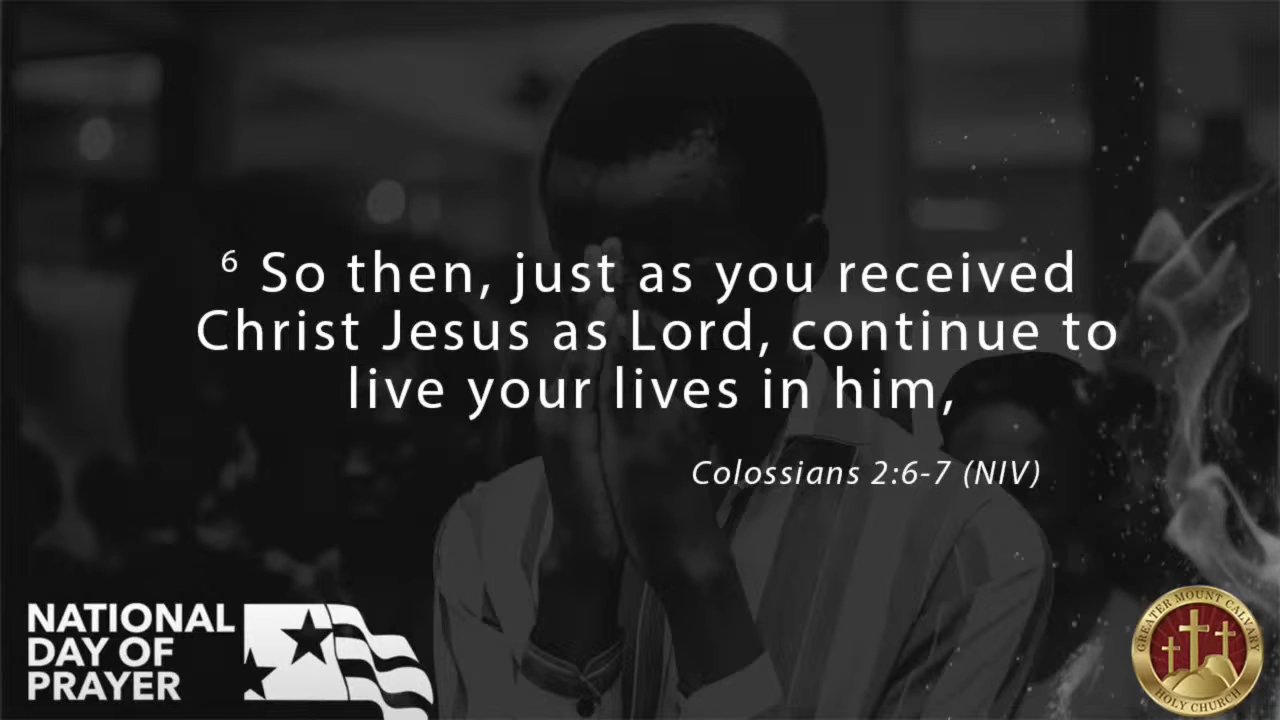 ⁶ So then, just as you received
Christ Jesus as Lord, continue to
live your lives in him,
Colossians 2:6-7 (NIV)
NATIONAL
DAY OF
PRAYER
GREATER MOUNT CALVARY
HOLY CHURCH